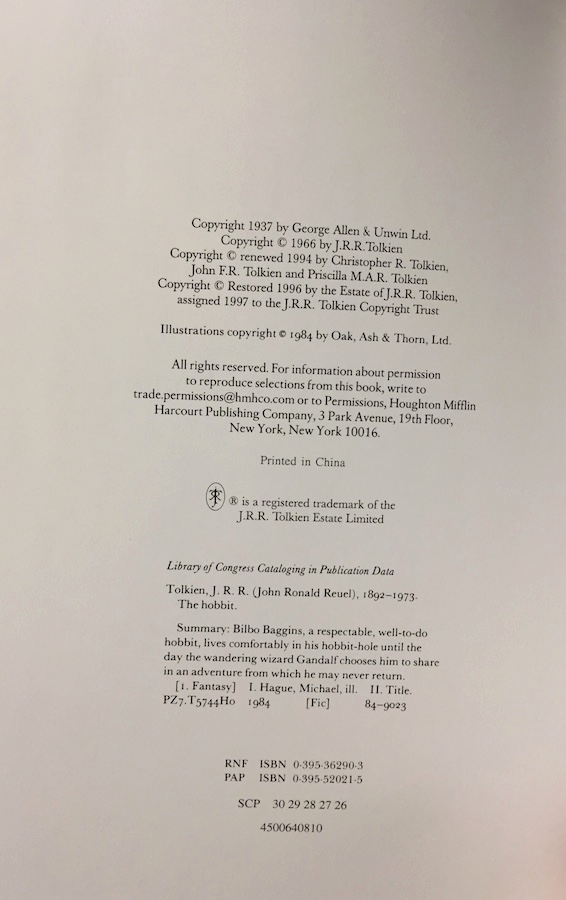 Copyright 1937 by George Allen & Unwin Ltd.
Copyright © 1966 by J.R.R.Tolkien
Copyright © renewed 1994 by Christopher R. Tolkien,
John F.R. Tolkien and Priscilla M.A.R. Tolkien
Copyright © Restored 1996 by the Estate of J.R.R. Tolkien,
assigned 1997 to the J.R.R. Tolkien Copyright Trust
Illustrations copyright © 1984 by Oak, Ash & Thorn, Ltd.
All rights reserved. For information about permission
to reproduce selections from this book, write to
trade.permissions@hmhco.com or to Permissions, Houghton Mifflin
Harcourt Publishing Company, 3 Park Avenue, 19th Floor,
New York, New York 10016.
Printed in China
® is a registered trademark of the
J.R.R. Tolkien Estate Limited
Library of Congress Cataloging in Publication Data
Tolkien, J. R. R. (John Ronald Reuel), 1892–1973.
The hobbit.
Summary: Bilbo Baggins, a respectable, well-to-do
hobbit, lives comfortably in his hobbit-hole until the
day the wandering wizard Gandalf chooses him to share
in an adventure from which he may never return.
[1. Fantasy] I. Hague, Michael, ill. II. Title.
PZ7.T5744Ho 1984 [Fic] 84–9023
RNF ISBN 0-395-36290-3
PAP ISBN 0-395-52021-5
SCP 30 29 28 27 26
4500640810